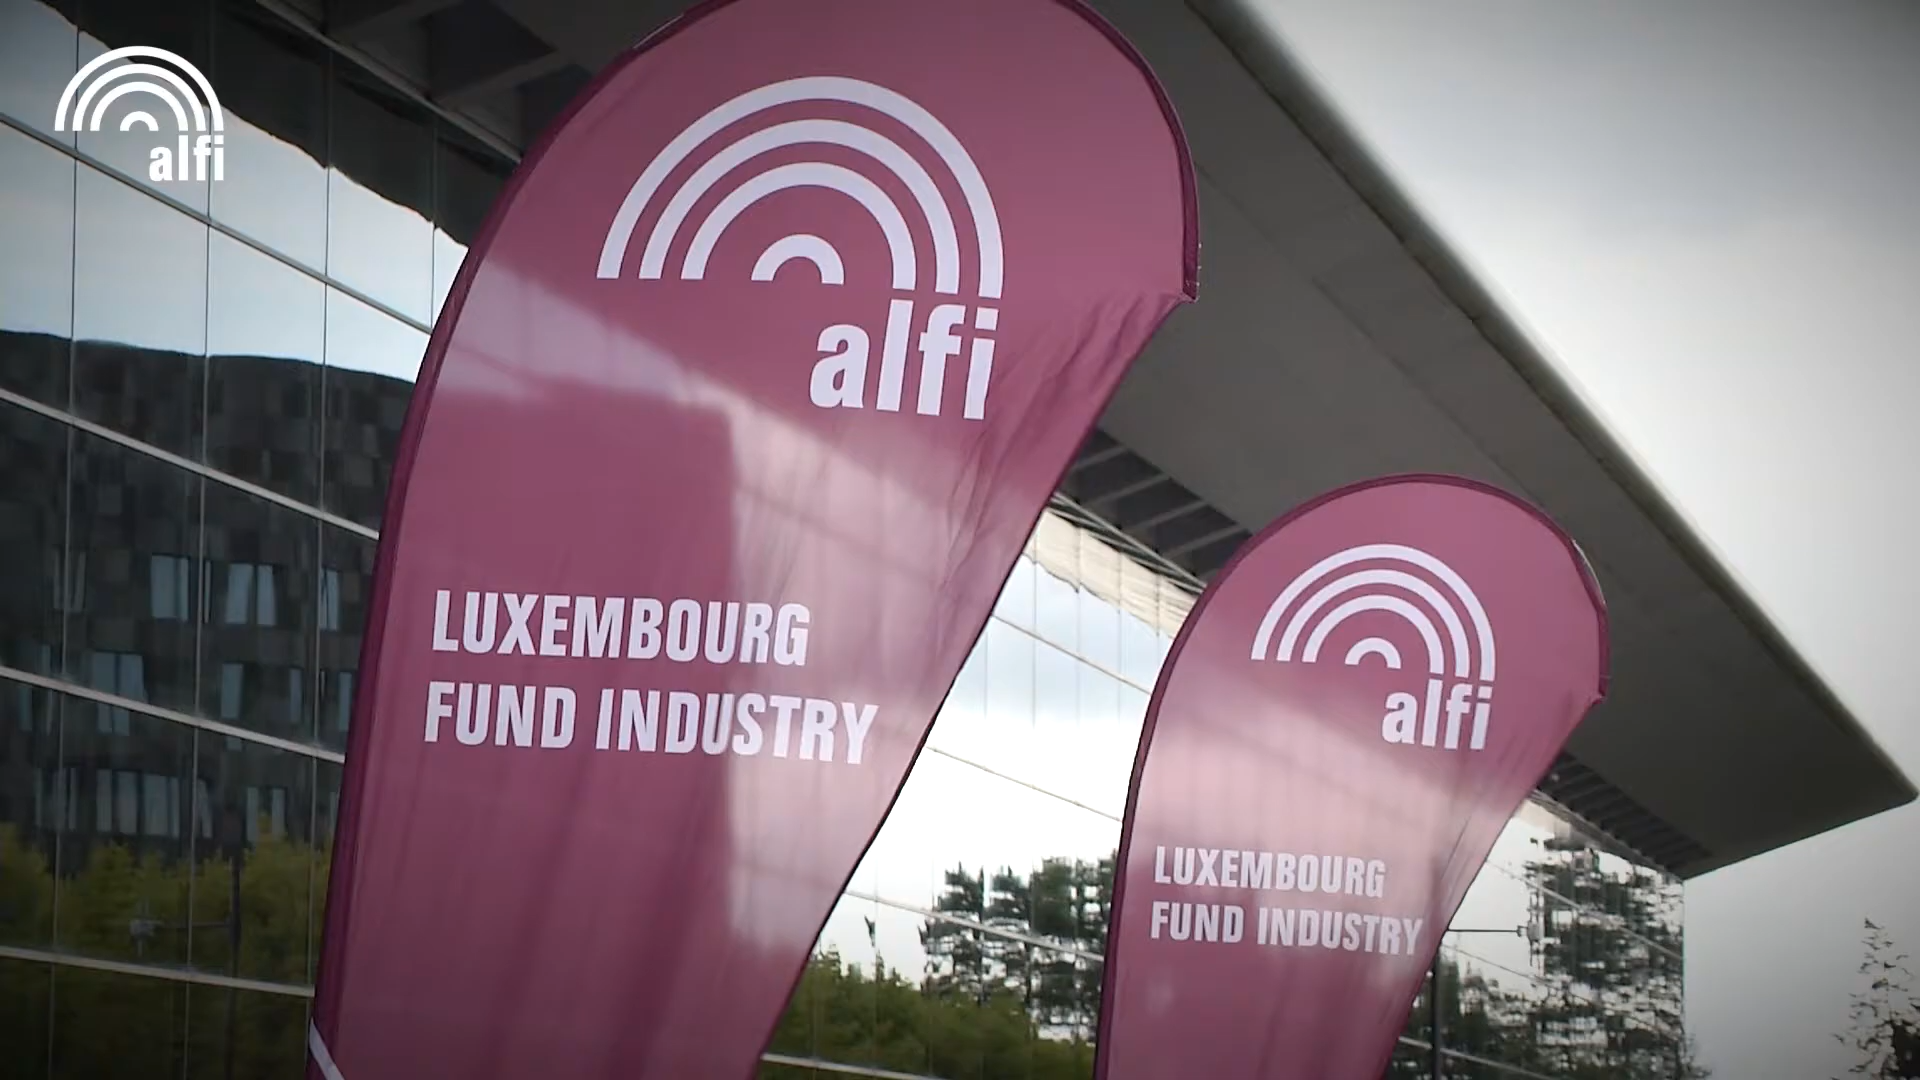 alfi
alfi
LUXEMBOURG
FUND INDUSTRY
alfi
LUXEMBOURG
FUND INDUSTRY